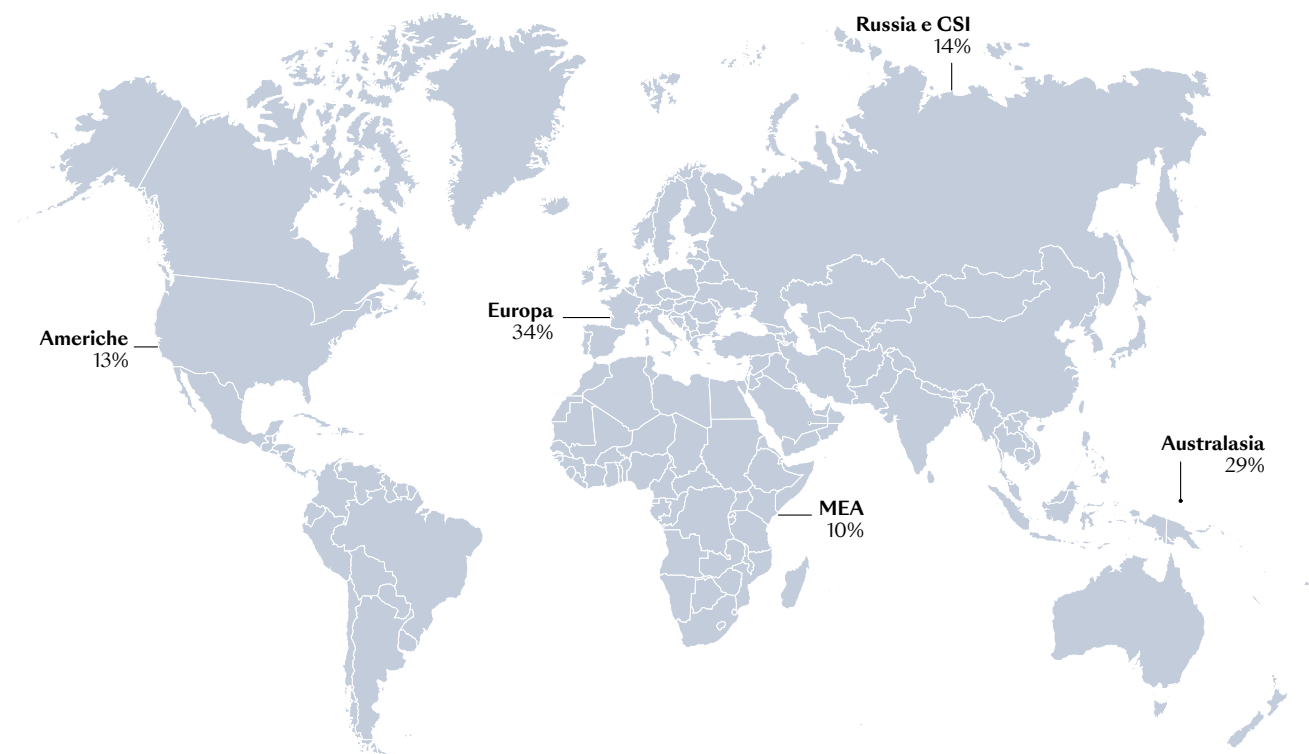 Russia e CSI
14%
Europa
34%
Americhe
13%
Australasia
29%
MEA
10%